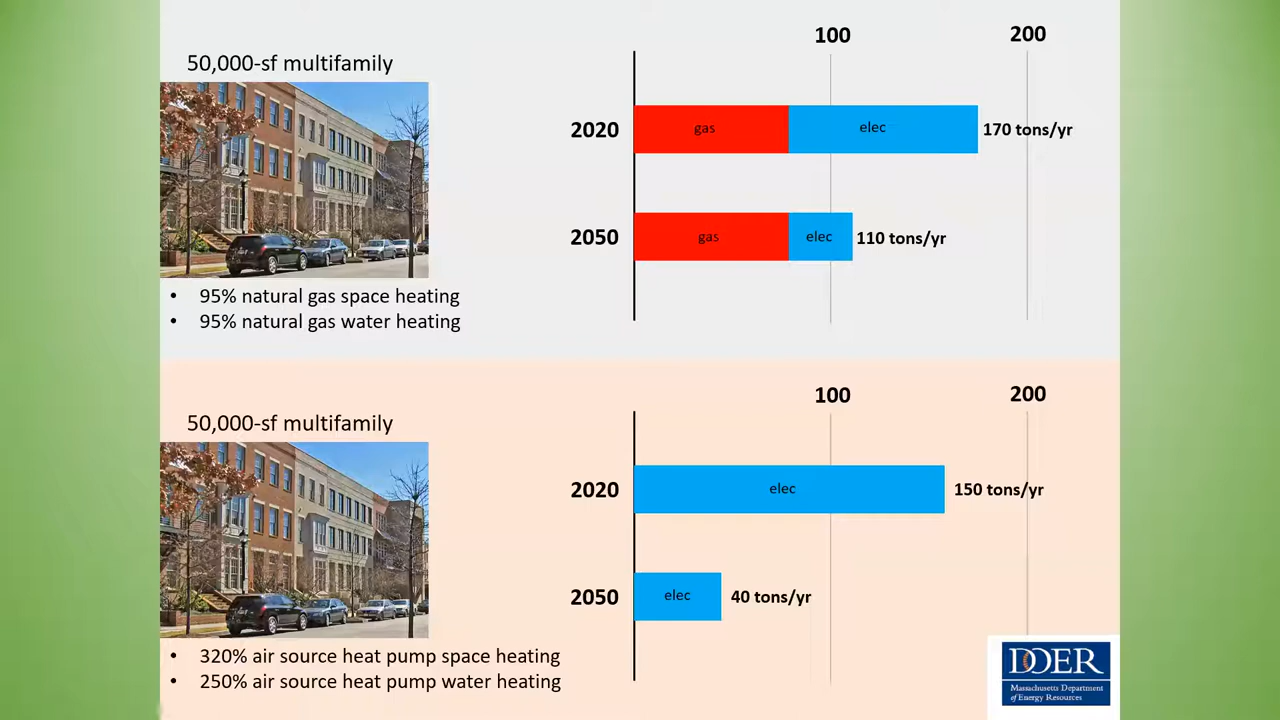 100
200
50,000-sf multifamily
2020
gas
elec
170 tons/yr
2050
gas
elec
110 tons/yr
• 95% natural gas space heating
• 95% natural gas water heating
100
200
50,000-sf multifamily
2020
elec
150 tons/yr
2050
elec
40 tons/yr
• 320% air source heat pump space heating
• 250% air source heat pump water heating
DOER
Massachusetts Department
of Energy Resources